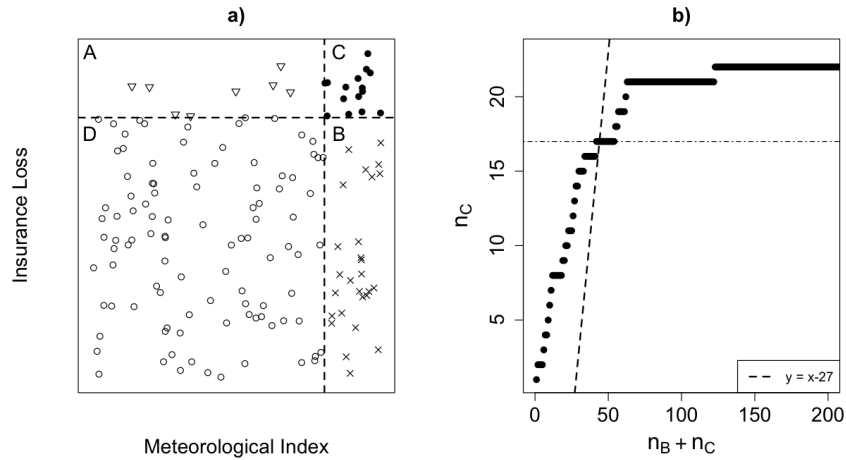 a)
A
C
D
B
Insurance Loss
Meteorological Index
b)
20
15
10
5
n_C
0
50
100
150
200
n_B + n_C
y = x-27